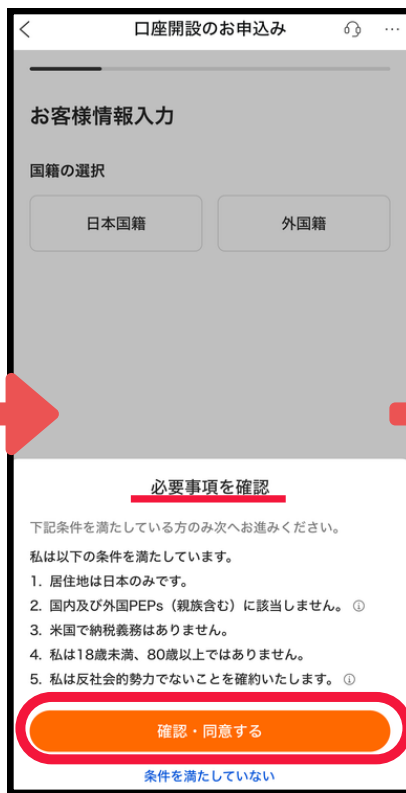 口座開設のお申込み
お客様情報入力
国籍の選択
日本国籍
外国籍
必要事項を確認
下記条件を満たしている方のみ次へお進みください。
私は以下の条件を満たしています。
1. 居住地は日本のみです。
2. 国内及び外国PEPs（親族含む）に該当しません。
3. 米国で納税義務はありません。
4. 私は18歳未満、80歳以上ではありません。
5. 私は反社会的勢力でないことを確約いたします。
確認・同意する
条件を満たしていない